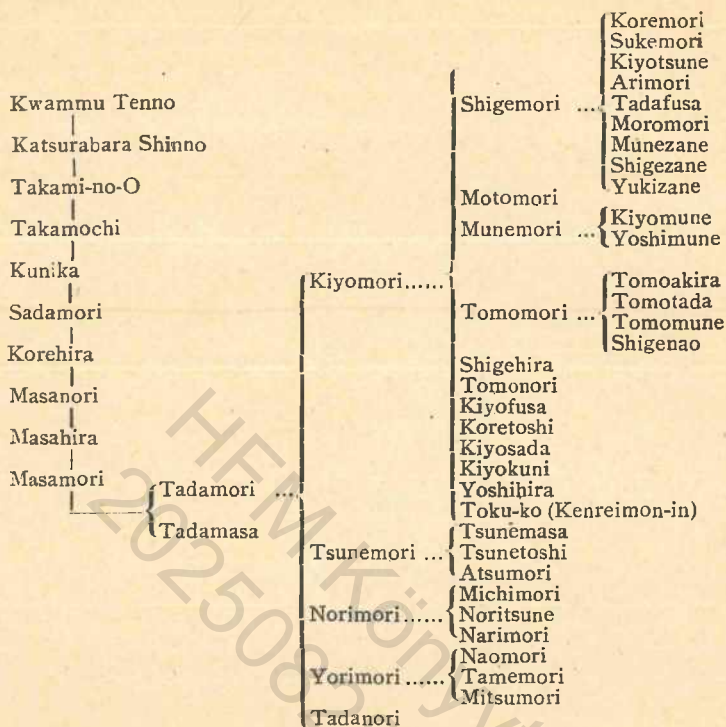 Kwammu Tenno
Katsurabara Shinno
Takami-no-O
Takamochi
Kunika
Sadamori
Korehira
Masanori
Masahira
Masamori
Tadamori ...
Tadamasa
Kiyomori......
Tsunemori ...
Norimori ......
Yorimori ......
Tadanori
Shigemori ...
Motomori
Munemori ...
Tomomori ...
Shigehira
Tomonori
Kiyofusa
Koretoshi
Kiyosada
Kiyokuni
Yoshihira
Toku-ko (Kenreimon-in)
Koremori
Sukemori
Kiyotsune
Arimori
Tadafusa
Moromori
Munezane
Shigezane
Yukizane
Kiyomune
Yoshimune
Tomoakira
Tomotada
Tomomune
Shigenao
Tsunemasa
Tsunetoshi
Atsumori
Michimori
Noritsune
Narimori
Naomori
Tamemori
Mitsumori
HFM Könyv